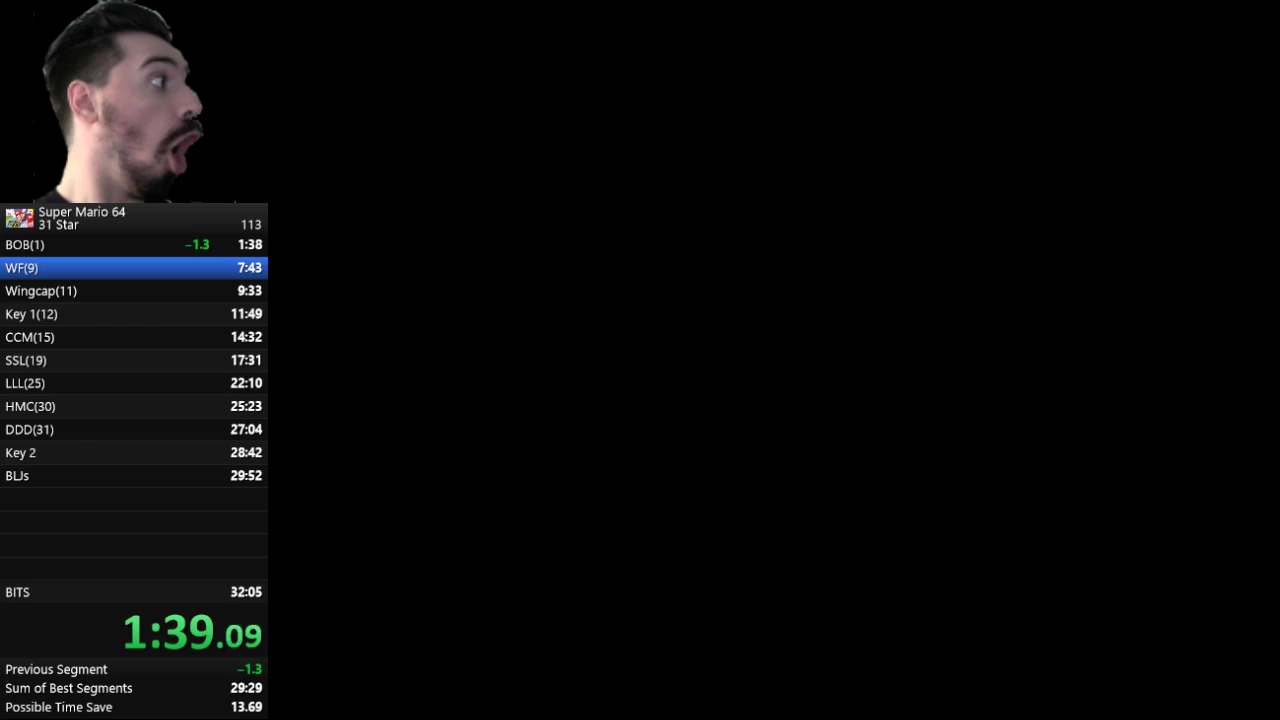 Super Mario 64
31 Star 113
BOB(1) −1.3 1:38
WF(9) 7:43
Wingcap(11) 9:33
Key 1(12) 11:49
CCM(15) 14:32
SSL(19) 17:31
LLL(25) 22:10
HMC(30) 25:23
DDD(31) 27:04
Key 2 28:42
BLJs 29:52
BITS 32:05
1:39.09
Previous Segment −1.3
Sum of Best Segments 29:29
Possible Time Save 13.69